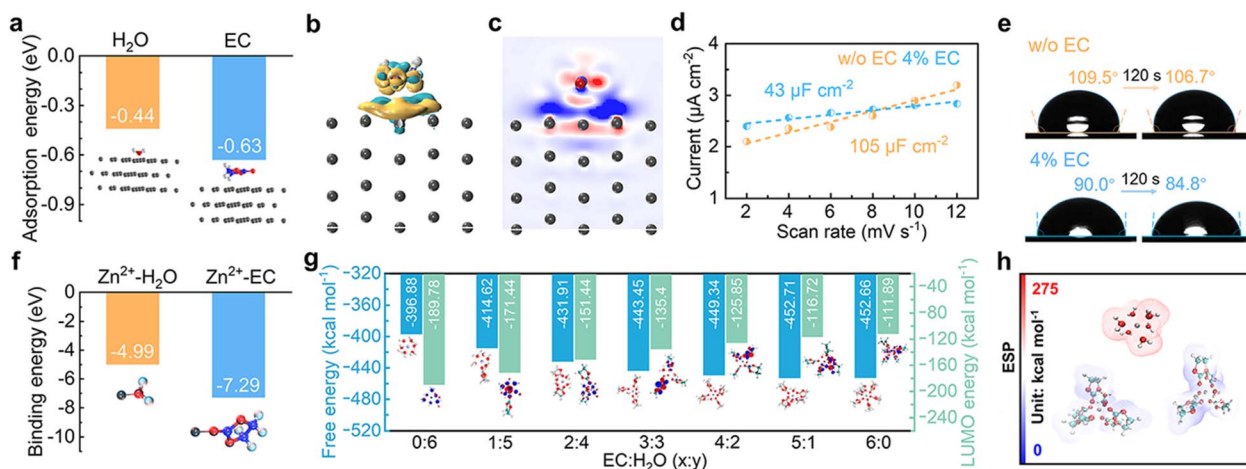 a
H₂O EC
Adsorption energy (eV)
0.0
-0.3
-0.6
-0.9
-0.44
-0.63
b
c
d
w/o EC 4% EC
Current (µA cm⁻²)
4
3
2
1
43 µF cm⁻²
105 µF cm⁻²
2 4 6 8 10 12
Scan rate (mV s⁻¹)
e
w/o EC
109.5° 120 s 106.7°
4% EC
90.0° 120 s 84.8°
f
Zn²⁺-H₂O Zn²⁺-EC
Binding energy (eV)
0
-2
-4
-6
-8
-10
-4.99
-7.29
g
Free energy (kcal mol⁻¹)
-320
-360
-400
-440
-480
-520
-396.88 -189.78 -414.62 -171.44 -431.91 -151.44 -443.45 -135.4 -449.34 -125.85 -452.71 -116.72 -452.66 -111.89
-40
-80
-120
-160
-200
-240
LUMO energy (kcal mol⁻¹)
0:6 1:5 2:4 3:3 4:2 5:1 6:0
EC:H₂O (x:y)
h
275
ESP
Unit: kcal mol⁻¹
0